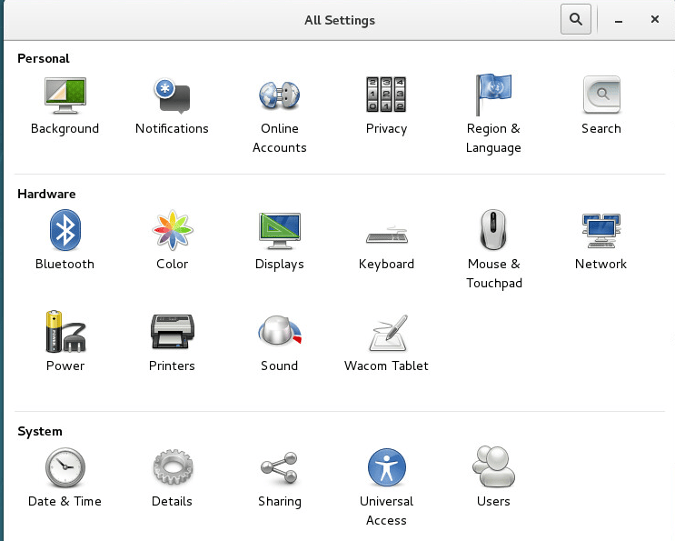 All Settings
Personal
Background
Notifications
Online
Accounts
Privacy
Region &
Language
Search
Hardware
Bluetooth
Color
Displays
Keyboard
Mouse &
Touchpad
Network
Power
Printers
Sound
Wacom Tablet
System
Date & Time
Details
Sharing
Universal
Access
Users